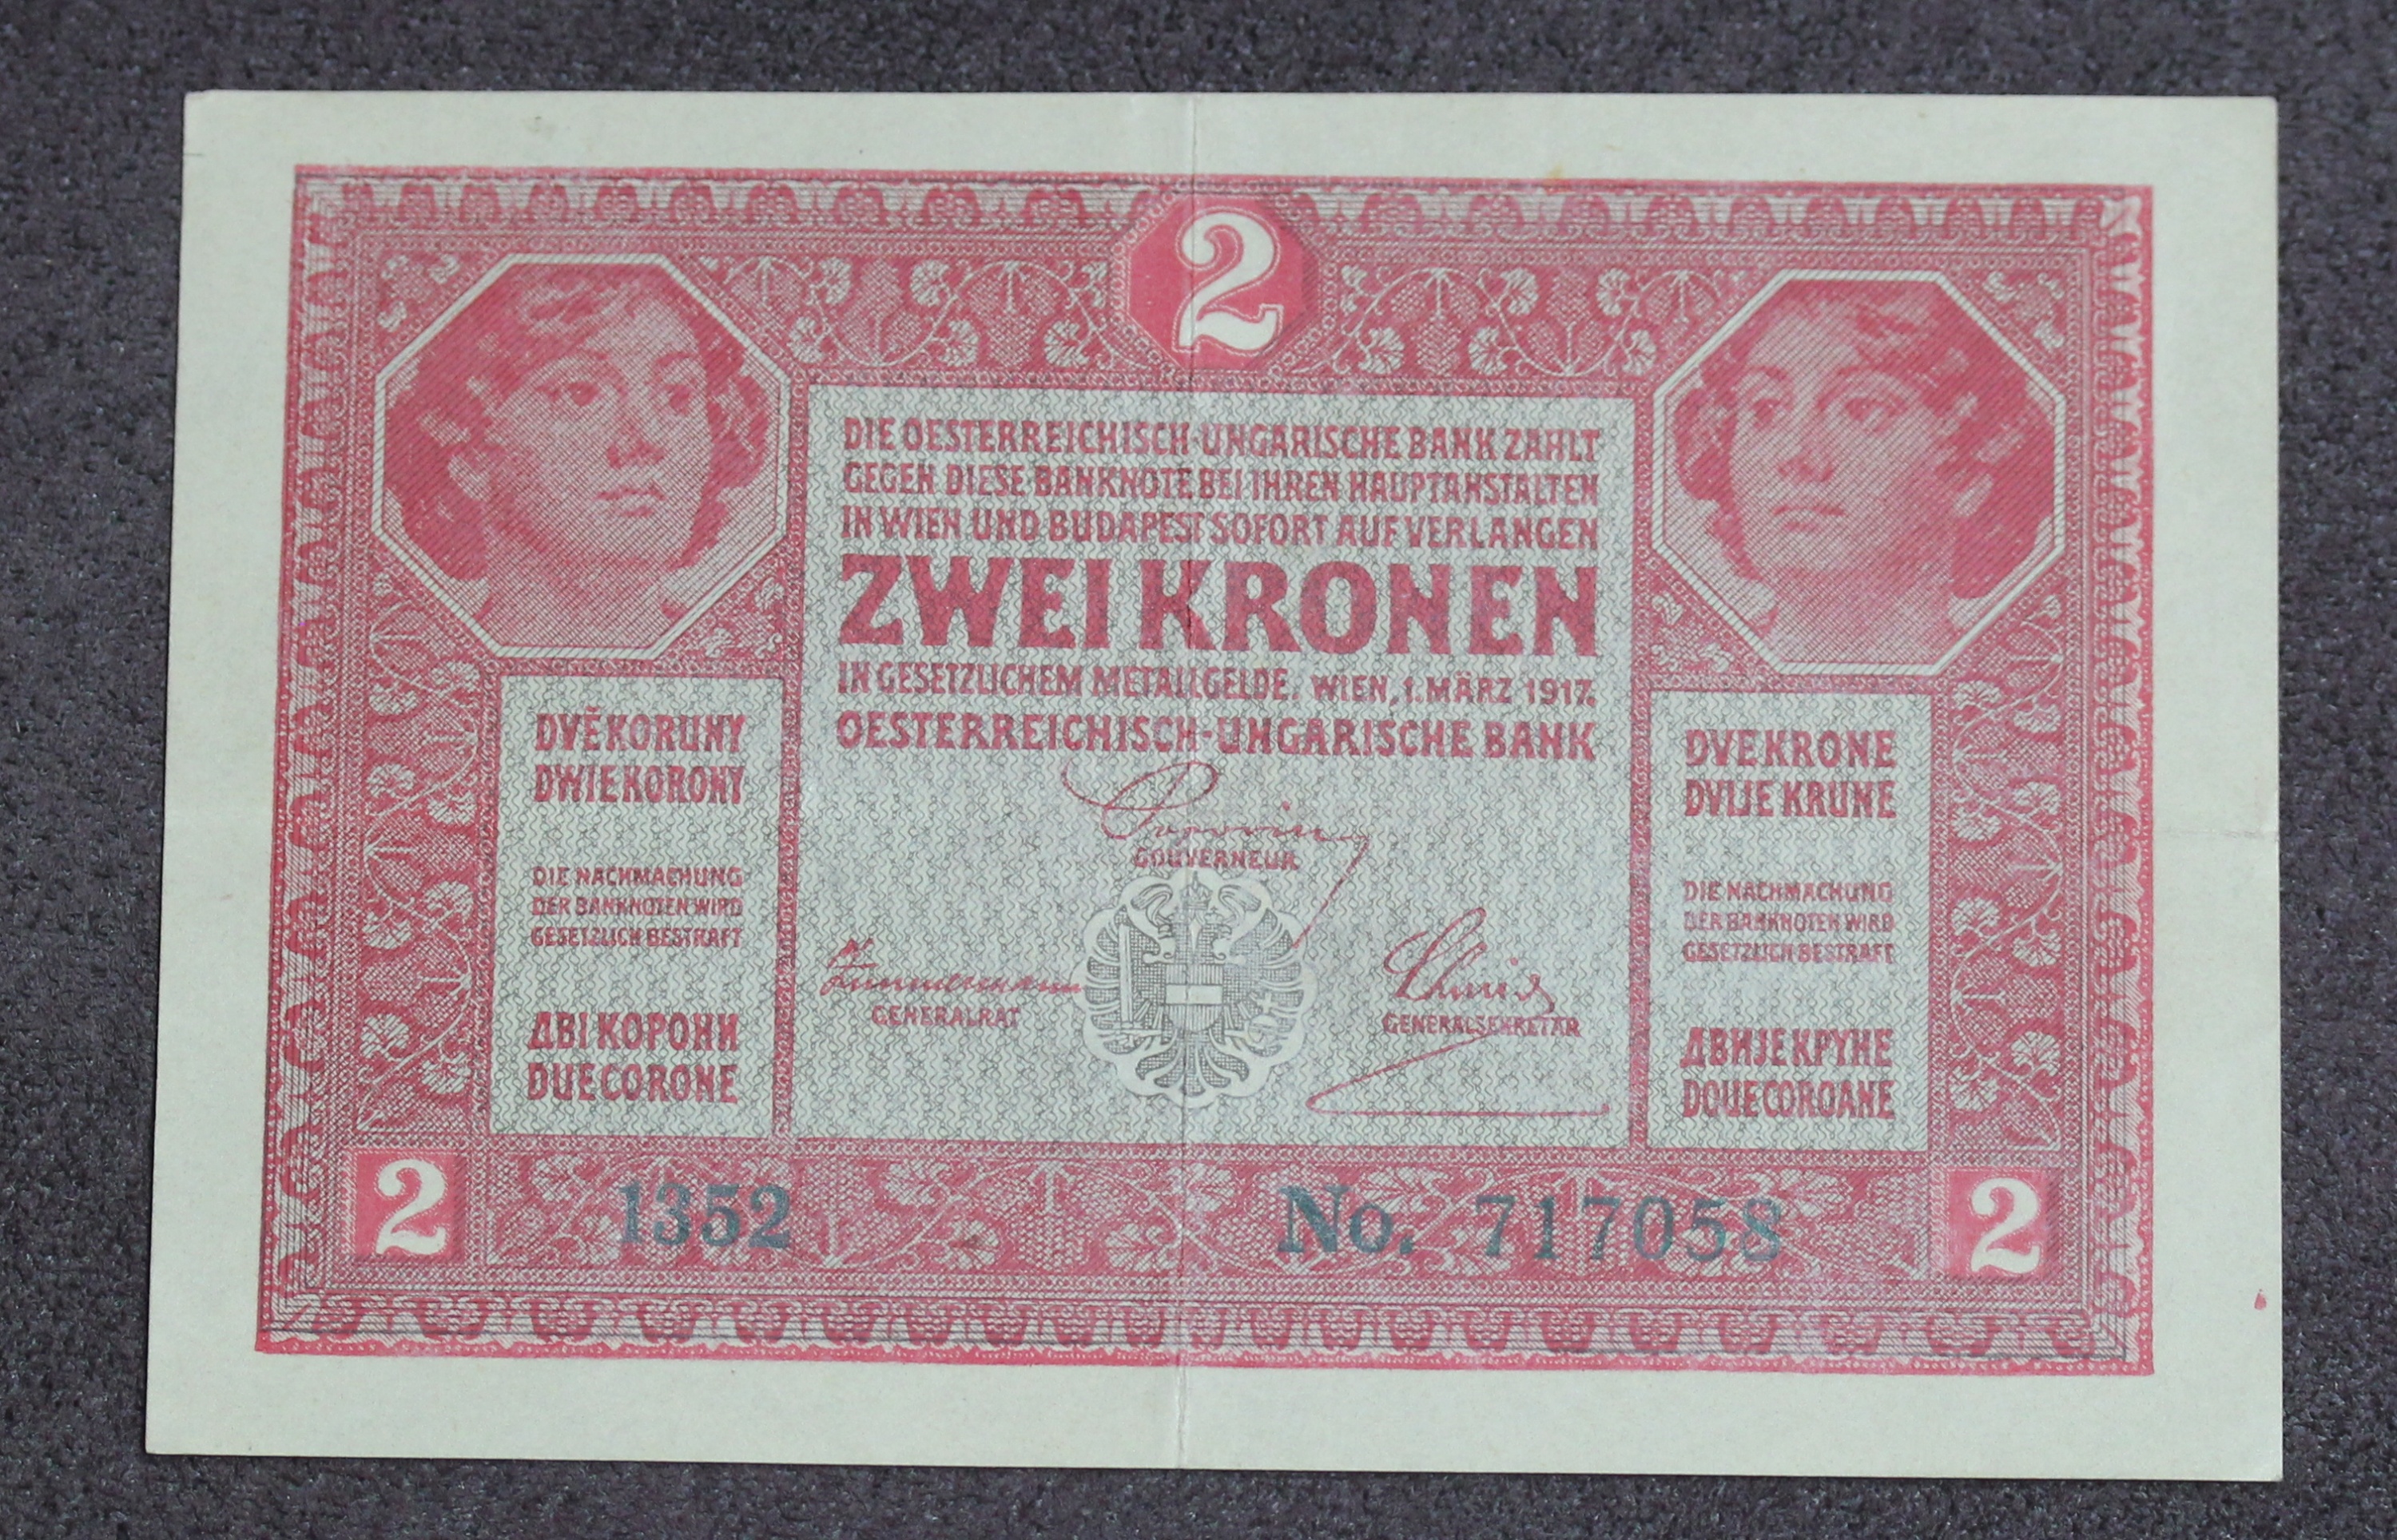 2
DIE OESTERREICHISCH-UNGARISCHE BANK ZAHLT
GEGEN DIESE BANKNOTE BEI IHREN HAUPTANSTALTEN
IN WIEN UND BUDAPEST SOFORT AUF VERLANGEN
ZWEI KRONEN
IN GESETZLICHEM METALLGELDE. WIEN, 1. MÄRZ 1917.
OESTERREICHISCH-UNGARISCHE BANK
GOUVERNEUR
GENERALRAT
GENERALSEKRETÄR
DVĚ KORUNY
DWIE KORONY
DIE NACHMACHUNG
DER BANKNOTEN WIRD
GESETZLICH BESTRAFT
ДВІ КОРОНИ
DUE CORONE
DVE KRONE
DVIJE KRUNE
DIE NACHMACHUNG
DER BANKNOTEN WIRD
GESETZLICH BESTRAFT
ДВИЈЕ КРУНЕ
DOUE COROANE
2
1352
No. 717058
2